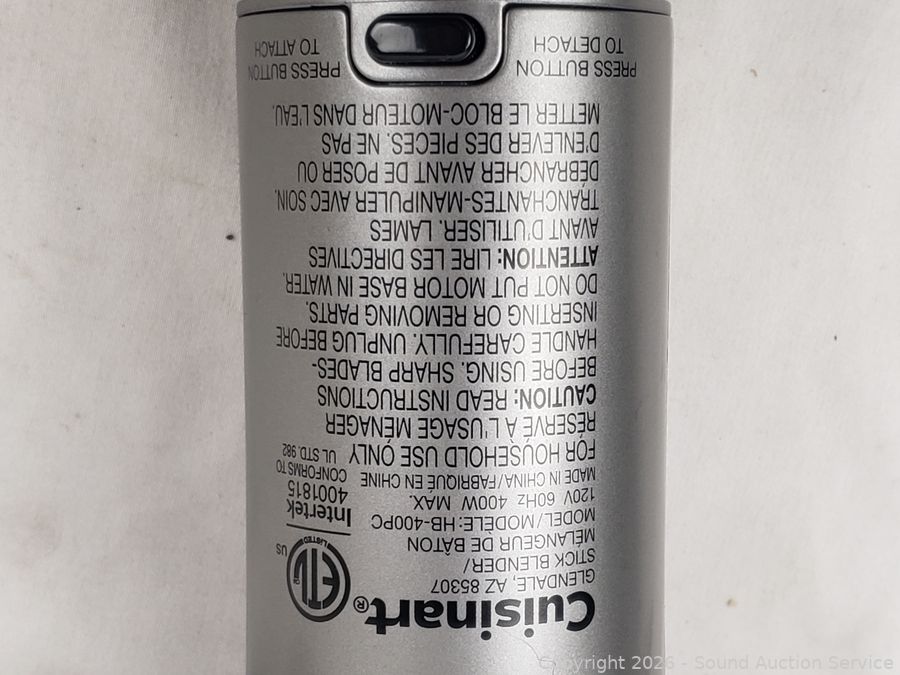 Cuisinart®
GLENDALE, AZ 85307
STICK BLENDER/
MÉLANGEUR DE BÂTON
MODEL/MODÈLE: HB-400PC
120V 60Hz 400W MAX.
MADE IN CHINA/FABRIQUÉ EN CHINE
ETL
LISTED
US
Intertek
4001815
CONFORMS TO
UL STD. 982
FOR HOUSEHOLD USE ONLY
RÉSERVÉ À L'USAGE MÉNAGER
CAUTION: READ INSTRUCTIONS
BEFORE USING. SHARP BLADES-
HANDLE CAREFULLY. UNPLUG BEFORE
INSERTING OR REMOVING PARTS.
DO NOT PUT MOTOR BASE IN WATER.
ATTENTION: LIRE LES DIRECTIVES
AVANT D'UTILISER. LAMES
TRANCHANTES-MANIPULER AVEC SOIN.
DÉBRANCHER AVANT DE POSER OU
D'ENLEVER DES PIECES. NE PAS
METTER LE BLOC-MOTEUR DANS L'EAU.
PRESS BUTTON
TO DETACH
PRESS BUTTON
TO ATTACH
Copyright 2026 - Sound Auction Service